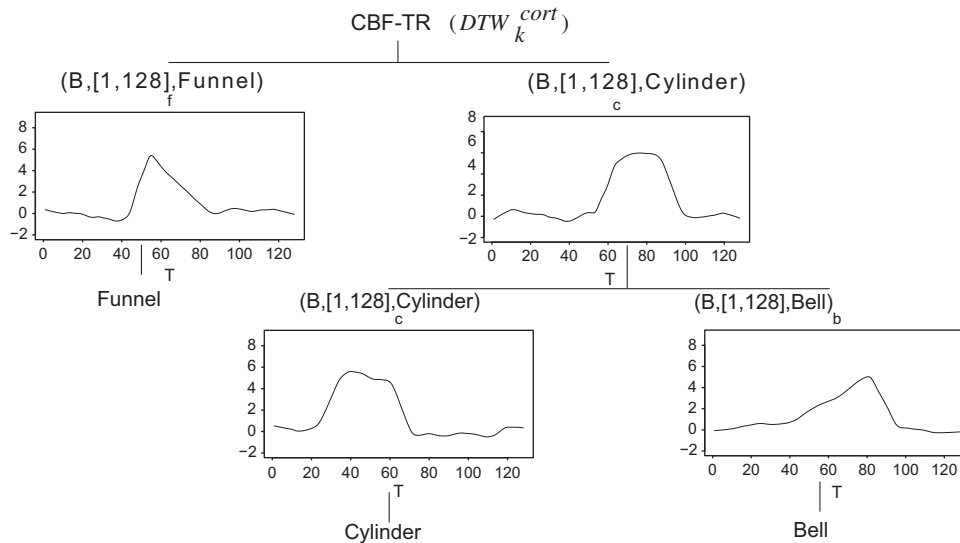 CBF-TR (DTW k cort)
(B,[1,128],Funnel)
f
(B,[1,128],Cylinder)
c
8
6
4
2
0
−2
0 20 40 60 80 100 120
T
Funnel
8
6
4
2
0
−2
0 20 40 60 80 100 120
T
(B,[1,128],Cylinder)
c
(B,[1,128],Bell)
b
8
6
4
2
0
−2
0 20 40 60 80 100 120
T
Cylinder
8
6
4
2
0
−2
0 20 40 60 80 100 120
T
Bell